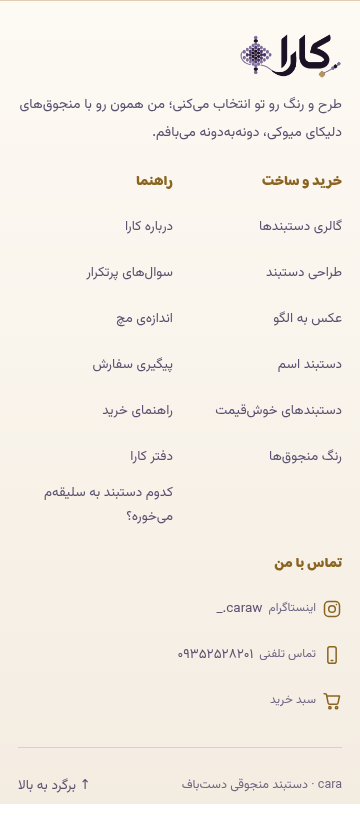 کارا
طرح و رنگ رو تو انتخاب می‌کنی؛ من همون رو با منجوق‌های
دلیکای میوکی، دونه‌به‌دونه می‌بافم.
خرید و ساخت
گالری دستبندها
طراحی دستبند
عکس به الگو
دستبند اسم
دستبندهای خوش‌قیمت
رنگ منجوق‌ها
راهنما
درباره کارا
سوال‌های پرتکرار
اندازه‌ی مچ
پیگیری سفارش
راهنمای خرید
دفتر کارا
کدوم دستبند به سلیقه‌م
می‌خوره؟
تماس با من
اینستاگرام caraw._
تماس تلفنی ۰۹۳۵۲۵۲۸۲۰۱
سبد خرید
cara · دستبند منجوقی دست‌باف
↑ برگرد به بالا